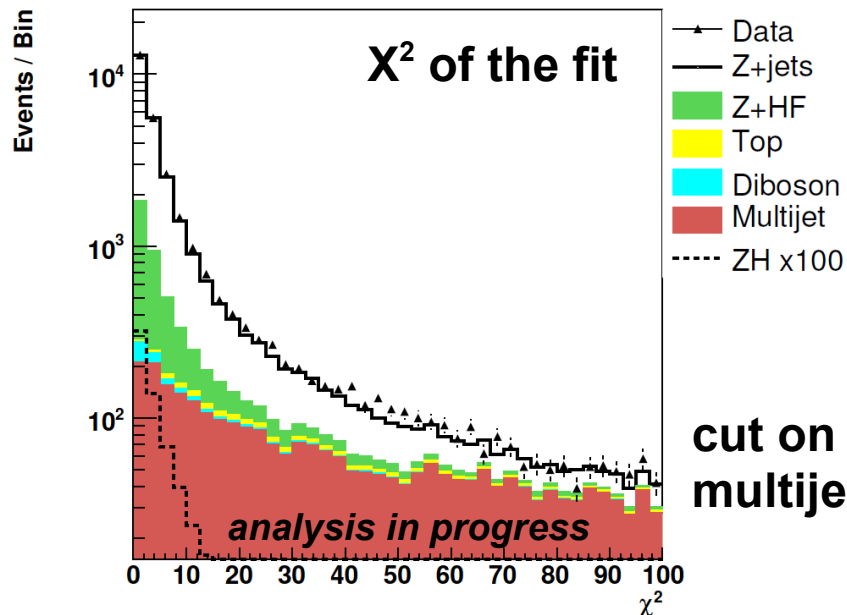 Events / Bin
10⁴
10³
10²
Χ² of the fit
analysis in progress
0 10 20 30 40 50 60 70 80 90 100
χ²
Data
Z+jets
Z+HF
Top
Diboson
Multijet
ZH x100
cut on
multije